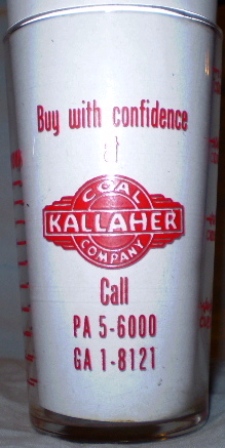 Buy with confidence
at
COAL
KALLAHER
COMPANY
Call
PA 5-6000
GA 1-8121